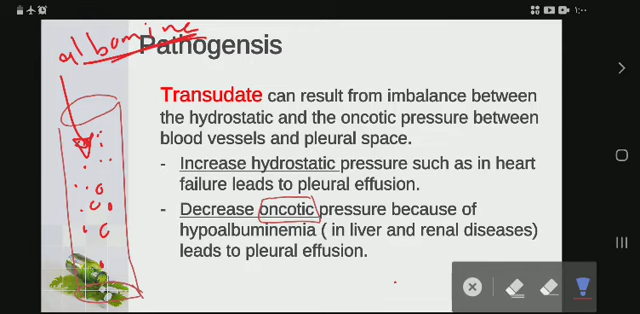 ١:٠٠
albumine
Pathogensis
Transudate can result from imbalance between
the hydrostatic and the oncotic pressure between
blood vessels and pleural space.
- Increase hydrostatic pressure such as in heart
failure leads to pleural effusion.
- Decrease oncotic pressure because of
hypoalbuminemia ( in liver and renal diseases)
leads to pleural effusion.